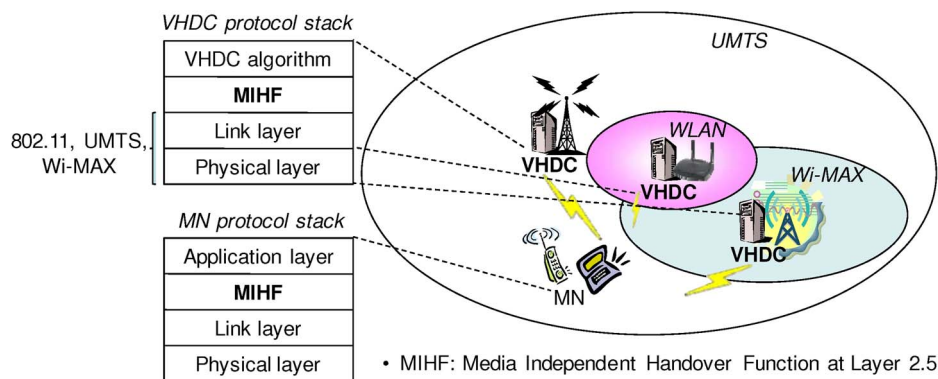 VHDC protocol stack
VHDC algorithm
MIHF
Link layer
Physical layer
802.11, UMTS,
Wi-MAX
MN protocol stack
Application layer
MIHF
Link layer
Physical layer
UMTS
VHDC
WLAN
VHDC
Wi-MAX
VHDC
MN
• MIHF: Media Independent Handover Function at Layer 2.5